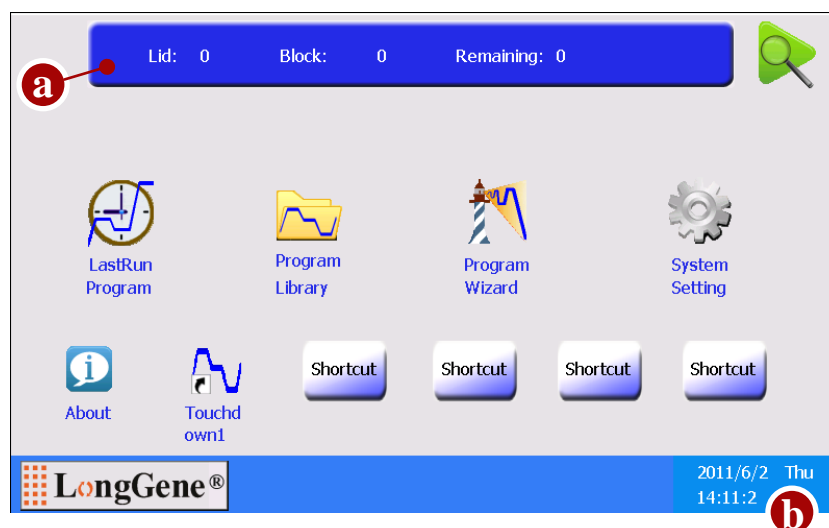 Lid: 0 Block: 0 Remaining: 0
a
LastRun
Program
Program
Library
Program
Wizard
System
Setting
About
Touchd
own1
Shortcut
Shortcut
Shortcut
Shortcut
LongGene®
2011/6/2 Thu
14:11:2
b